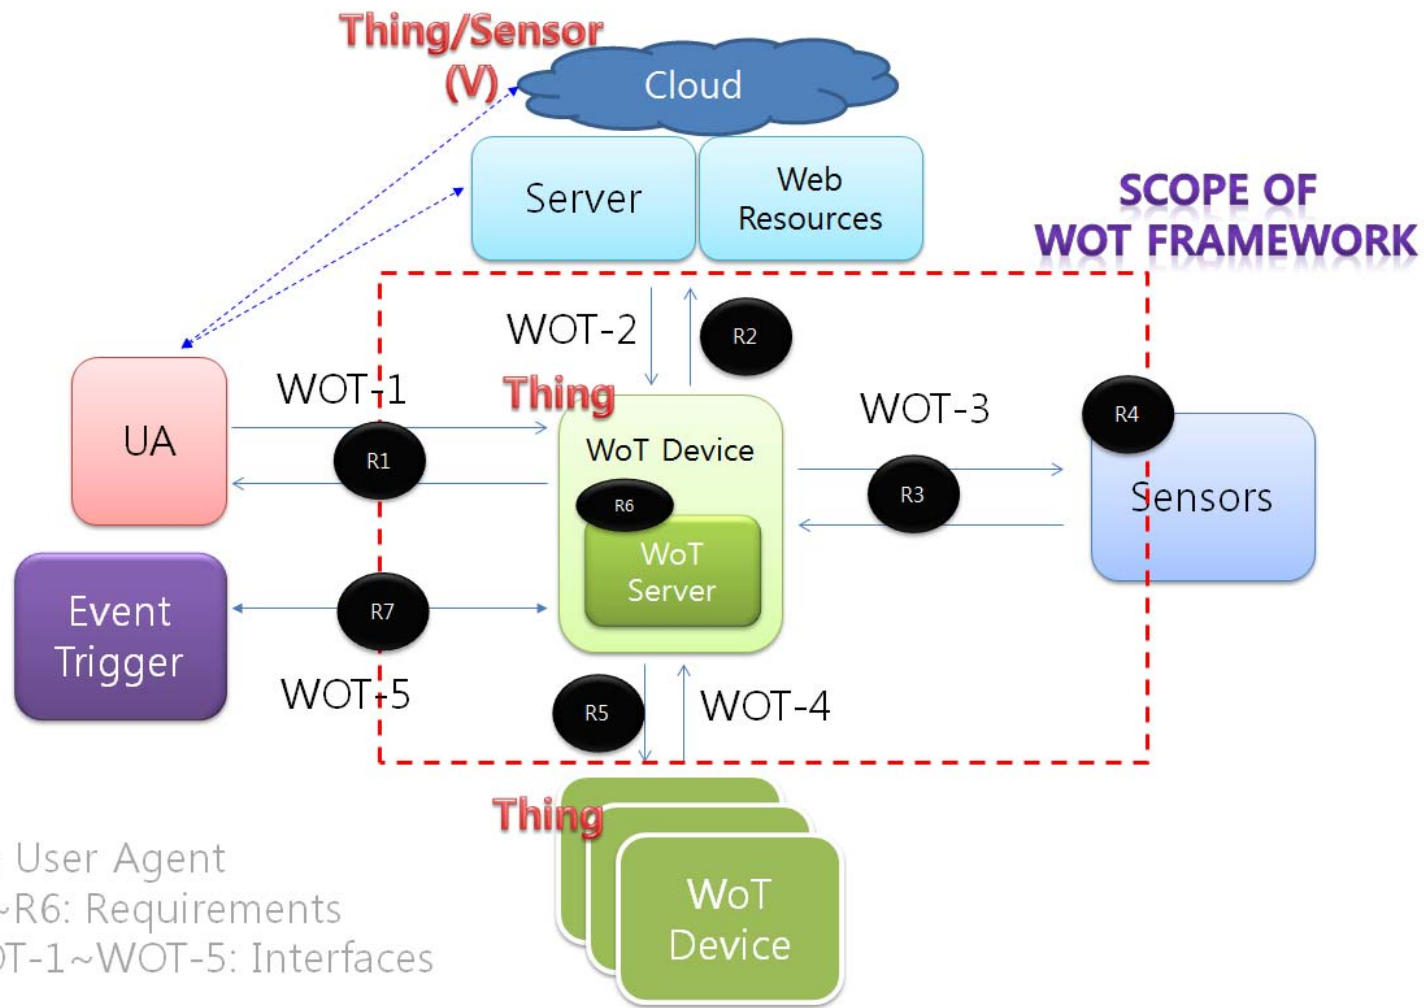 Thing/Sensor
(V)
Cloud
Server
Web
Resources
SCOPE OF
WOT FRAMEWORK
WOT-2
R2
WOT-1
Thing
WOT-3
R4
UA
R1
WoT Device
R3
Sensors
R6
WoT
Server
Event
Trigger
R7
WOT-5
R5
WOT-4
Thing
WoT
Device
User Agent
~R6: Requirements
OT-1~WOT-5: Interfaces